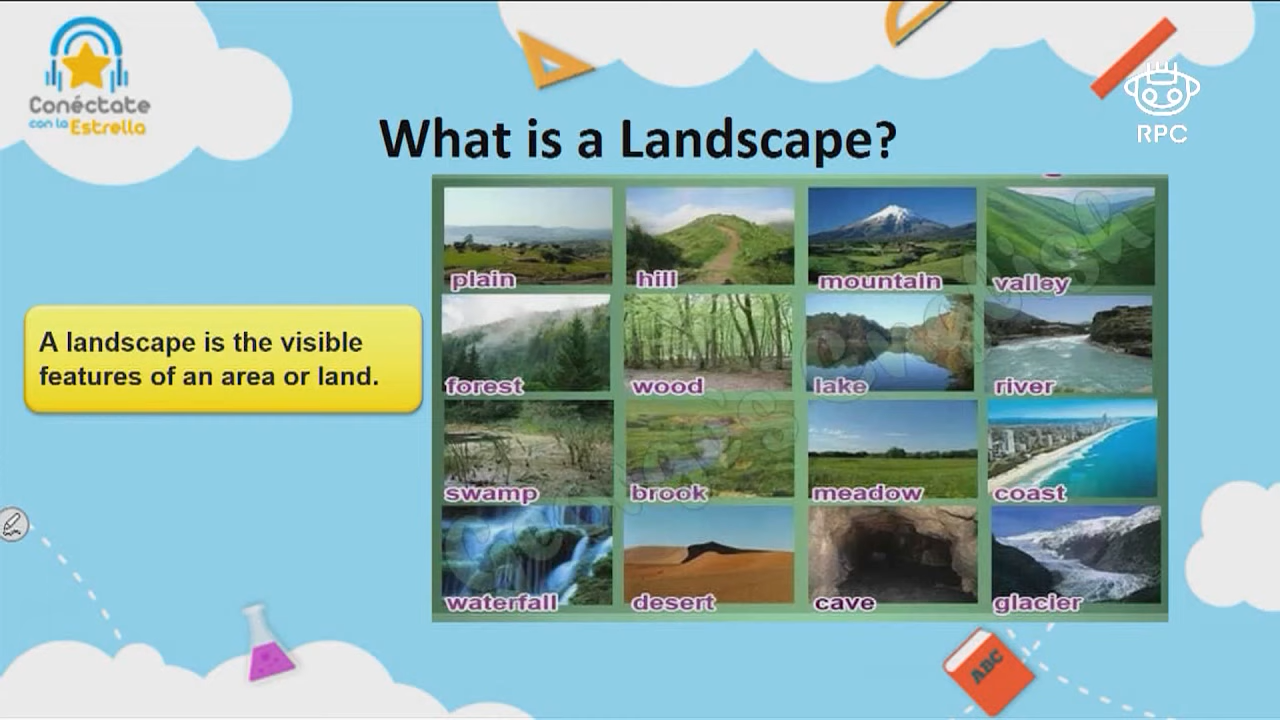 Conéctate
con la Estrella
RPC
What is a Landscape?
A landscape is the visible
features of an area or land.
plain
hill
mountain
valley
forest
wood
lake
river
swamp
brook
meadow
coast
waterfall
desert
cave
glacier
ABC